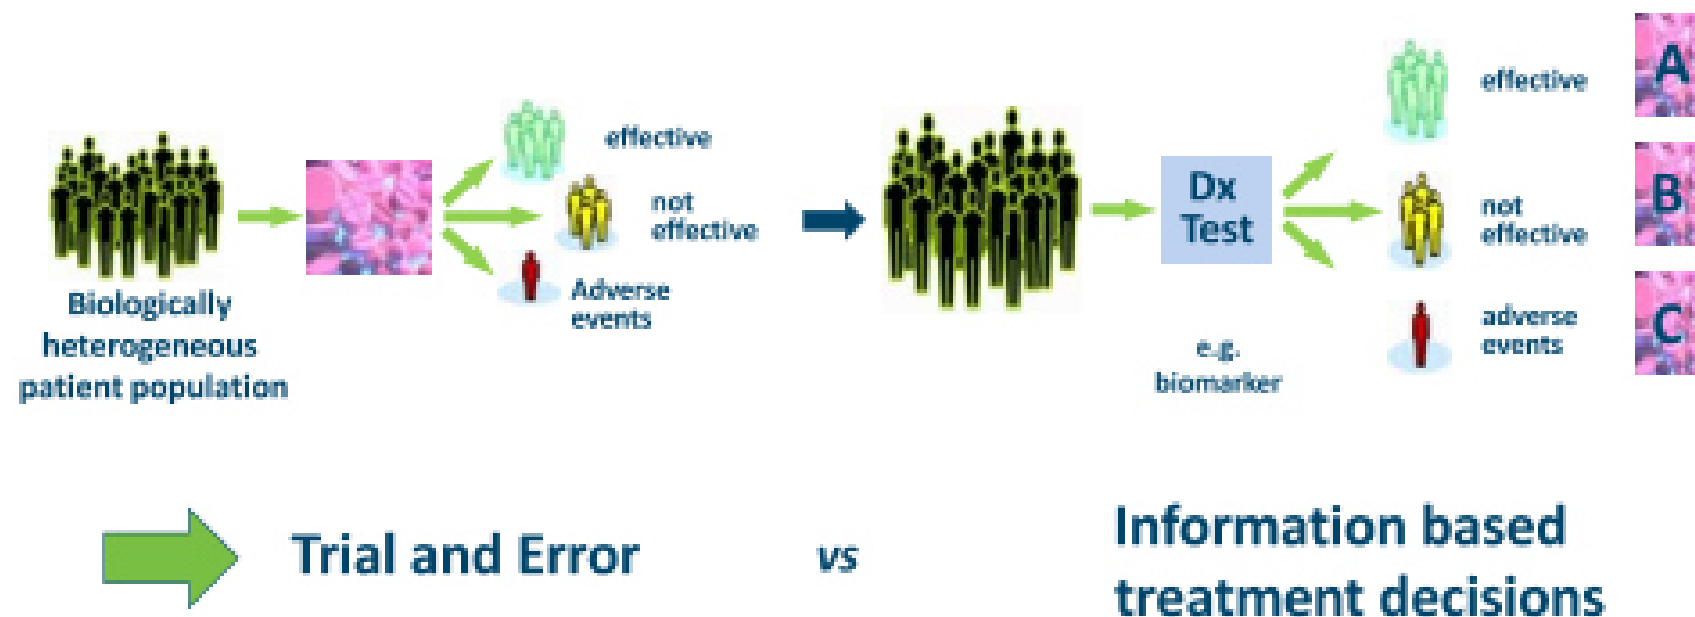 effective
not
effective
Adverse
events
Biologically
heterogeneous
patient population
Dx
Test
e.g.
biomarker
effective
not
effective
adverse
events
A
B
C
Trial and Error
vs
Information based
treatment decisions